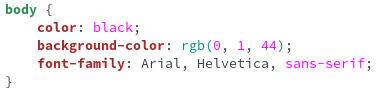 body {
    color: black;
    background-color: rgb(0, 1, 44);
    font-family: Arial, Helvetica, sans-serif;
}